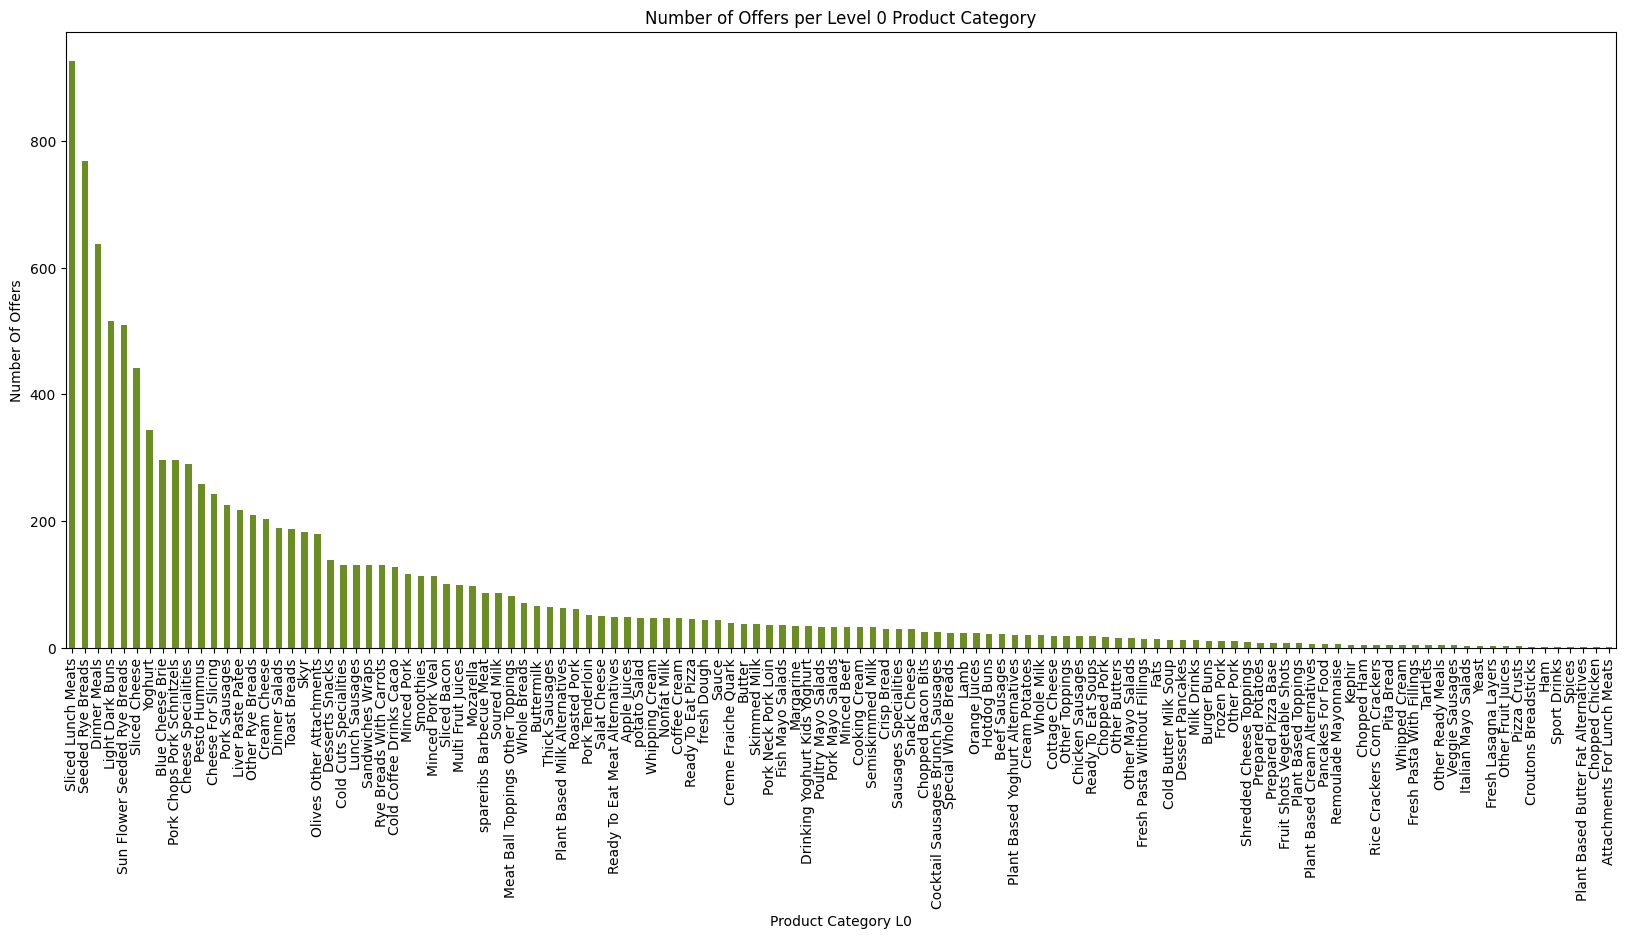 Number of Offers per Level 0 Product Category
Number Of Offers
800
600
400
200
0
Sliced Lunch Meats
Seeded Rye Breads
Dinner Meals
Light Dark Buns
Sun Flower Seeded Rye Breads
Sliced Cheese
Yoghurt
Blue Cheese Brie
Pork Chops Pork Schnitzels
Cheese Specialities
Pesto Hummus
Cheese For Slicing
Pork Sausages
Liver Pate Patee
Other Rye Breads
Cream Cheese
Dinner Salads
Toast Breads
Skyr
Olives Other Attachments
Desserts Snacks
Cold Cuts Specialities
Lunch Sausages
Sandwiches Wraps
Rye Breads With Carrots
Cold Coffee Drinks Cacao
Minced Pork
Smoothies
Minced Pork Veal
Sliced Bacon
Multi Fruit Juices
Mozarella
spareribs Barbecue Meat
Soured Milk
Meat Ball Toppings Other Toppings
Whole Breads
Buttermilk
Thick Sausages
Plant Based Milk Alternatives
Roasted Pork
Pork Tenderloin
Salat Cheese
Ready To Eat Meat Alternatives
Apple Juices
potato Salad
Whipping Cream
Nonfat Milk
Coffee Cream
Ready To Eat Pizza
fresh Dough
Sauce
Creme Fraiche Quark
Butter
Skimmed Milk
Pork Neck Pork Loin
Fish Mayo Salads
Margarine
Drinking Yoghurt Kids Yoghurt
Poultry Mayo Salads
Pork Mayo Salads
Minced Beef
Cooking Cream
Semiskimmed Milk
Crisp Bread
Sausages Specialities
Snack Cheese
Chopped Bacon Bits
Cocktail Sausages Brunch Sausages
Special Whole Breads
Lamb
Orange Juices
Hotdog Buns
Beef Sausages
Plant Based Yoghurt Alternatives
Cream Potatoes
Whole Milk
Cottage Cheese
Other Toppings
Chicken Sausages
Ready To Eat Soups
Chopped Pork
Other Butters
Other Mayo Salads
Fresh Pasta Without Fillings
Fats
Cold Butter Milk Soup
Dessert Pancakes
Milk Drinks
Burger Buns
Frozen Pork
Other Pork
Shredded Cheese Toppings
Prepared Potatoes
Prepared Pizza Base
Fruit Shots Vegetable Shots
Plant Based Toppings
Plant Based Cream Alternatives
Pancakes For Food
Remoulade Mayonnaise
Kephir
Chopped Ham
Rice Crackers Corn Crackers
Pita Bread
Whipped Cream
Fresh Pasta With Fillings
Tartlets
Other Ready Meals
Veggie Sausages
Italian Mayo Salads
Yeast
Fresh Lasagna Layers
Other Fruit Juices
Pizza Crusts
Croutons Breadsticks
Ham
Sport Drinks
Spices
Plant Based Butter Fat Alternatives
Chopped Chicken
Attachments For Lunch Meats
Product Category L0